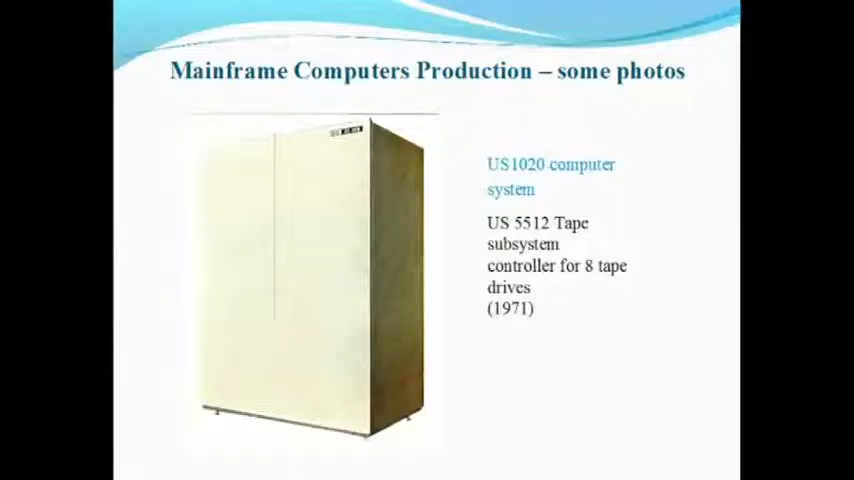 Mainframe Computers Production – some photos
US1020 computer
system
US 5512 Tape
subsystem
controller for 8 tape
drives
(1971)